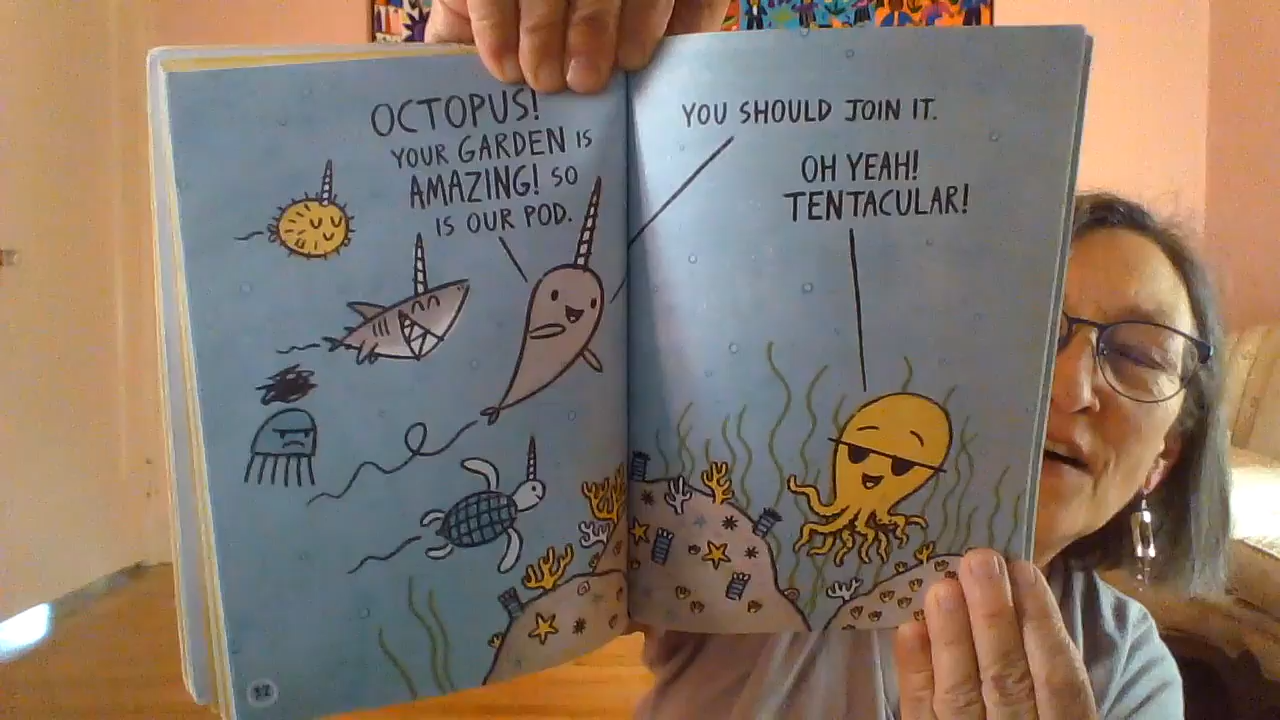 OCTOPUS!
YOUR GARDEN IS
AMAZING! SO
IS OUR POD.
YOU SHOULD JOIN IT.
OH YEAH!
TENTACULAR!